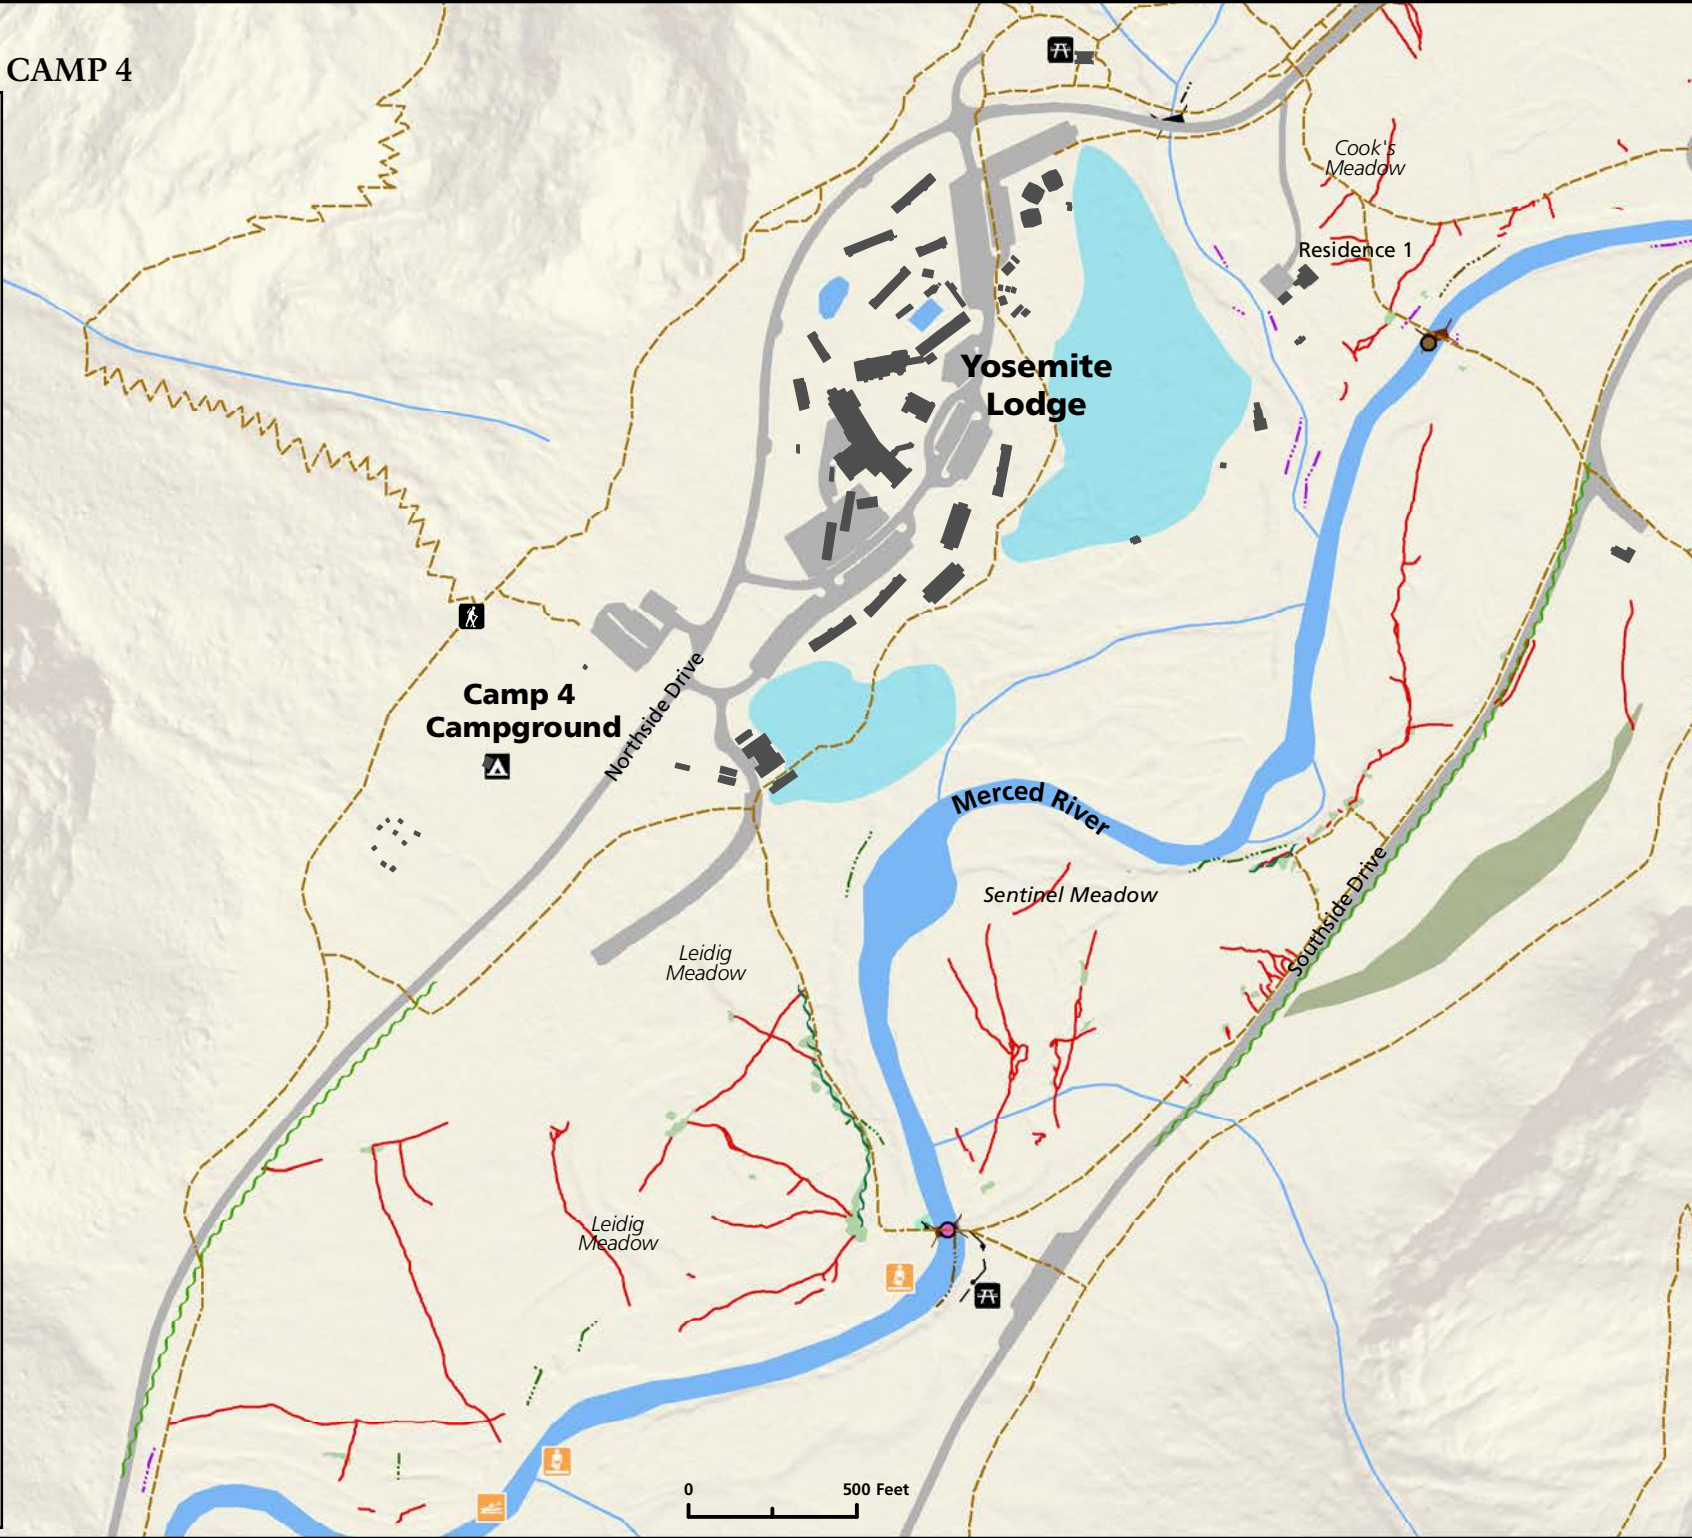 CAMP 4
Cook's
Meadow
Residence 1
Yosemite
Lodge
Camp 4
Campground
Northside Drive
Merced River
Sentinel Meadow
Southside Drive
Leidig
Meadow
Leidig
Meadow
0 500 Feet